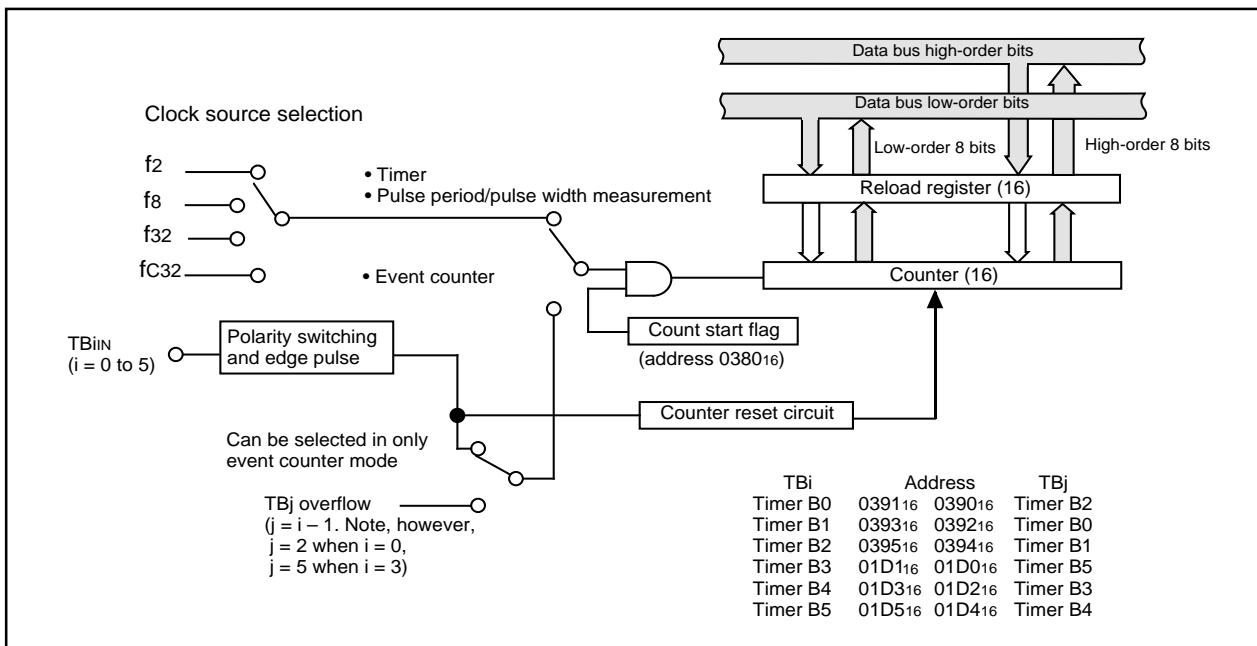 Data bus high-order bits
Data bus low-order bits
Clock source selection
Low-order 8 bits
High-order 8 bits
f2
f8
f32
fC32
• Timer
• Pulse period/pulse width measurement
Reload register (16)
• Event counter
Counter (16)
TBiIN
(i = 0 to 5)
Polarity switching
and edge pulse
Count start flag
(address 038016)
Counter reset circuit
Can be selected in only
event counter mode
TBj overflow
(j = i – 1. Note, however,
j = 2 when i = 0,
j = 5 when i = 3)
TBi Address TBj
Timer B0 039116 039016 Timer B2
Timer B1 039316 039216 Timer B0
Timer B2 039516 039416 Timer B1
Timer B3 01D116 01D016 Timer B5
Timer B4 01D316 01D216 Timer B3
Timer B5 01D516 01D416 Timer B4